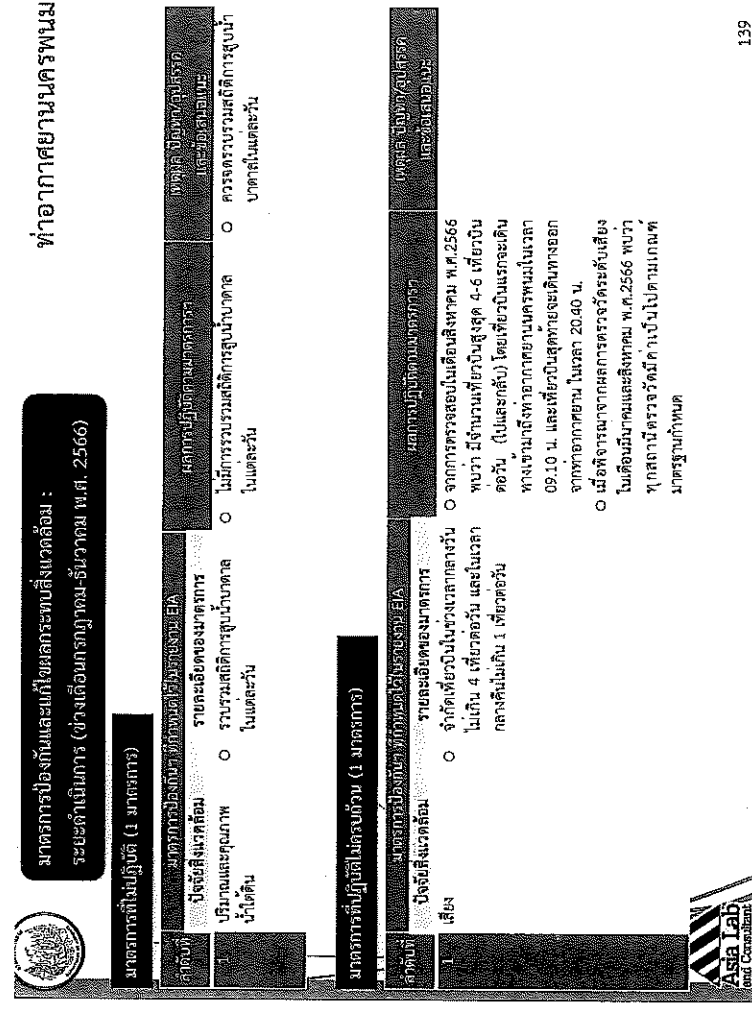 ท่าอากาศยานนครพนม
มาตรการป้องกันและแก้ไขผลกระทบสิ่งแวดล้อม :
ระยะดำเนินการ (ช่วงเดือนกรกฎาคม-ธันวาคม พ.ศ. 2566)
มาตรการที่ไม่ปฏิบัติ (1 มาตรการ)
ลำดับที่
มาตรการป้องกันฯ ที่กำหนดไว้ในรายงาน EIA
ปัจจัยสิ่งแวดล้อม
รายละเอียดของมาตรการ
ผลการปฏิบัติตามมาตรการฯ
เหตุผล ปัญหา/อุปสรรค
และข้อเสนอแนะ
1
ปริมาณและคุณภาพ
น้ำใต้ดิน
○ รวบรวมสถิติการสูบน้ำบาดาล
ในแต่ละวัน
○ ไม่มีการรวบรวมสถิติการสูบน้ำบาดาล
ในแต่ละวัน
○ ควรจดรวบรวมสถิติการสูบน้ำ
บาดาลในแต่ละวัน
มาตรการที่ปฏิบัติไม่ครบถ้วน (1 มาตรการ)
ลำดับที่
มาตรการป้องกันฯ ที่กำหนดไว้ในรายงาน EIA
ปัจจัยสิ่งแวดล้อม
รายละเอียดของมาตรการ
ผลการปฏิบัติตามมาตรการฯ
เหตุผล ปัญหา/อุปสรรค
และข้อเสนอแนะ
1
เสียง
○ จำกัดเที่ยวบินในช่วงเวลากลางวัน
ไม่เกิน 4 เที่ยวต่อวัน และในเวลา
กลางคืนไม่เกิน 1 เที่ยวต่อวัน
○ จากการตรวจสอบในเดือนสิงหาคม พ.ศ.2566
พบว่า มีจำนวนเที่ยวบินสูงสุด 4-6 เที่ยวบิน
ต่อวัน (ไปและกลับ) โดยเที่ยวบินแรกจะเดิน
ทางเข้ามาถึงท่าอากาศยานนครพนมในเวลา
09.10 น. และเที่ยวบินสุดท้ายจะเดินทางออก
จากท่าอากาศยาน ในเวลา 20.40 น.
○ เมื่อพิจารณาจากผลการตรวจวัดระดับเสียง
ในเดือนมีนาคมและสิงหาคม พ.ศ.2566 พบว่า
ทุกสถานีตรวจวัดมีค่าเป็นไปตามเกณฑ์
มาตรฐานกำหนด
Asia Lab
and Consultant
139